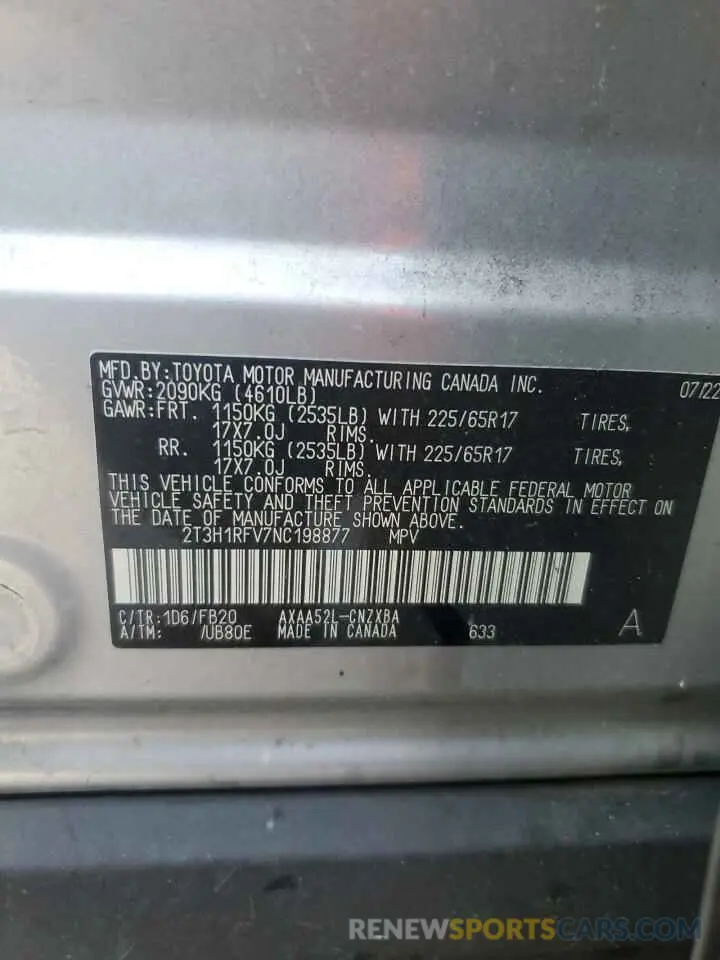 MFD.BY:TOYOTA MOTOR MANUFACTURING CANADA INC. 07/22
GVWR:2090KG (4610LB)
GAWR:FRT. 1150KG (2535LB) WITH 225/65R17 TIRES,
17X7.0J RIMS.
RR. 1150KG (2535LB) WITH 225/65R17 TIRES,
17X7.0J RIMS.
THIS VEHICLE CONFORMS TO ALL APPLICABLE FEDERAL MOTOR
VEHICLE SAFETY AND THEFT PREVENTION STANDARDS IN EFFECT ON
THE DATE OF MANUFACTURE SHOWN ABOVE.
2T3H1RFV7NC198877 MPV
C/TR:1D6/FB20 AXAA52L-CNZXBA
A/TM: /UB80E MADE IN CANADA 633
A
RENEWSPORTSCARS.COM